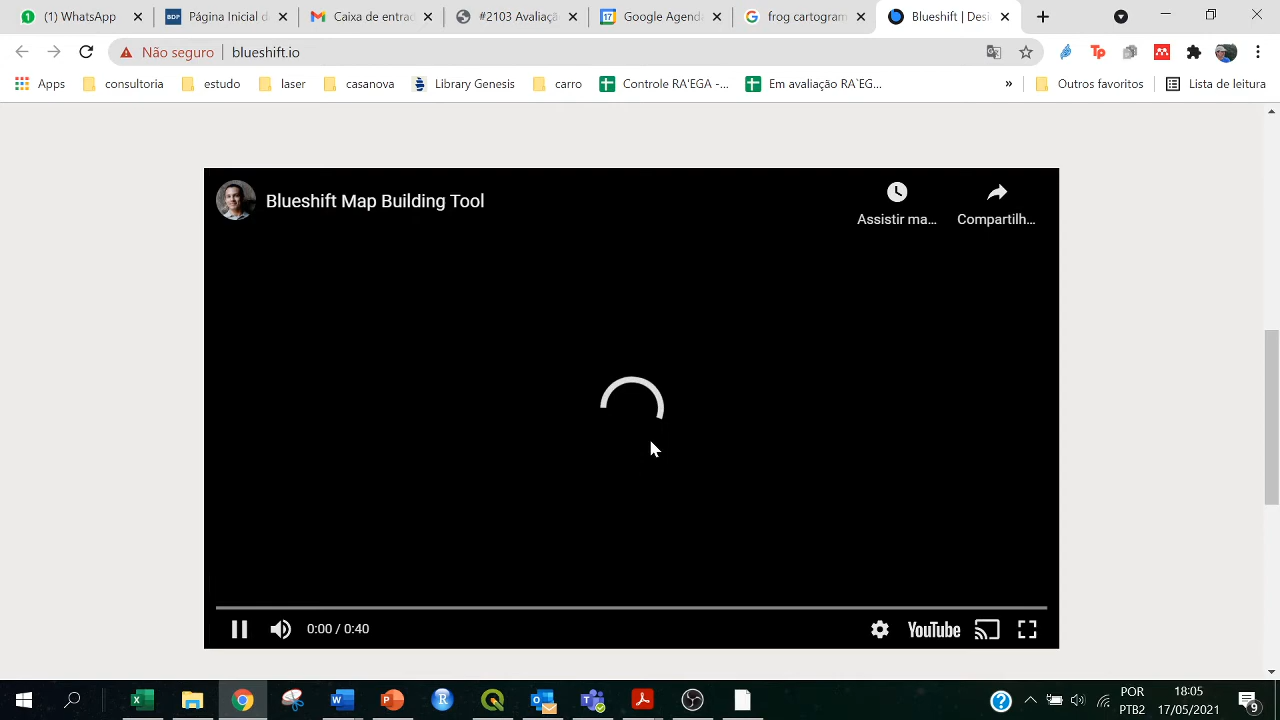 (1) WhatsApp
BDP Página Inicial d
Caixa de entrad
#2103 Avaliaçã
17 Google Agend
frog cartogram
Blueshift | Desi
Não seguro | blueshift.io
Apps consultoria estudo laser casanova Library Genesis carro Controle RA'EGA -... Em avaliação RA'EG... » Outros favoritos Lista de leitura
Blueshift Map Building Tool
Assistir ma...
Compartilh...
0:00 / 0:40
YouTube
POR
PTB2
18:05
17/05/2021
9